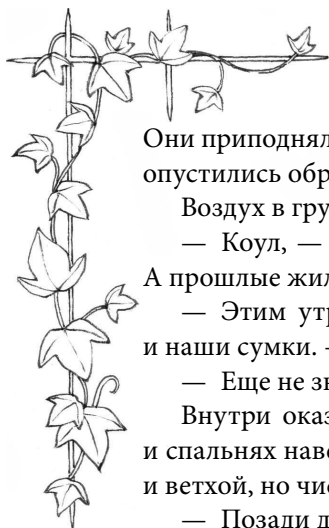 Они приподнял
опустились обр
Воздух в гру
— Коул, —
А прошлые жил
— Этим утр
и наши сумки. —
— Еще не зн
Внутри оказ
и спальнях наво
и ветхой, но чис
— Позади д